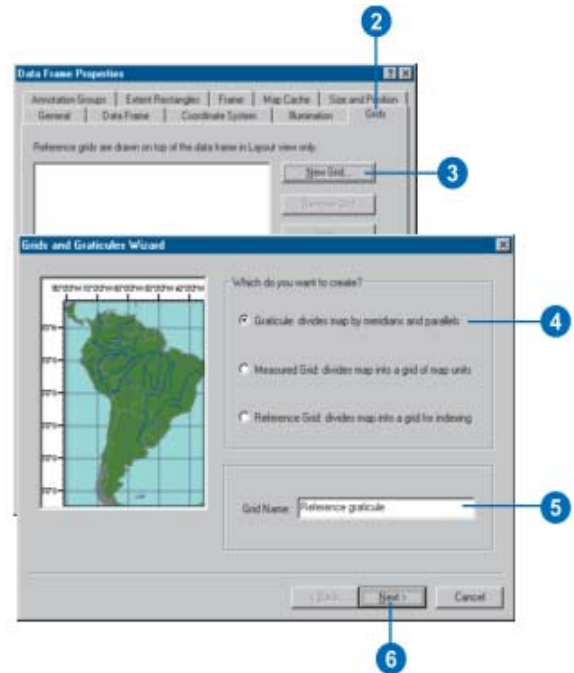 2
Data Frame Properties
Annotation Groups Extent Rectangles Frame Map Cache Size and Position
General Data Frame Coordinate System Illumination Grids
Reference grids are drawn on top of the data frame in Layout view only.
New Grid...
3
Remove Grid
Grids and Graticules Wizard
Which do you want to create?
Graticule: divides map by meridians and parallels
4
Measured Grid: divides map into a grid of map units
Reference Grid: divides map into a grid for indexing
Grid Name: Reference graticule
5
< Back Next > Cancel
6